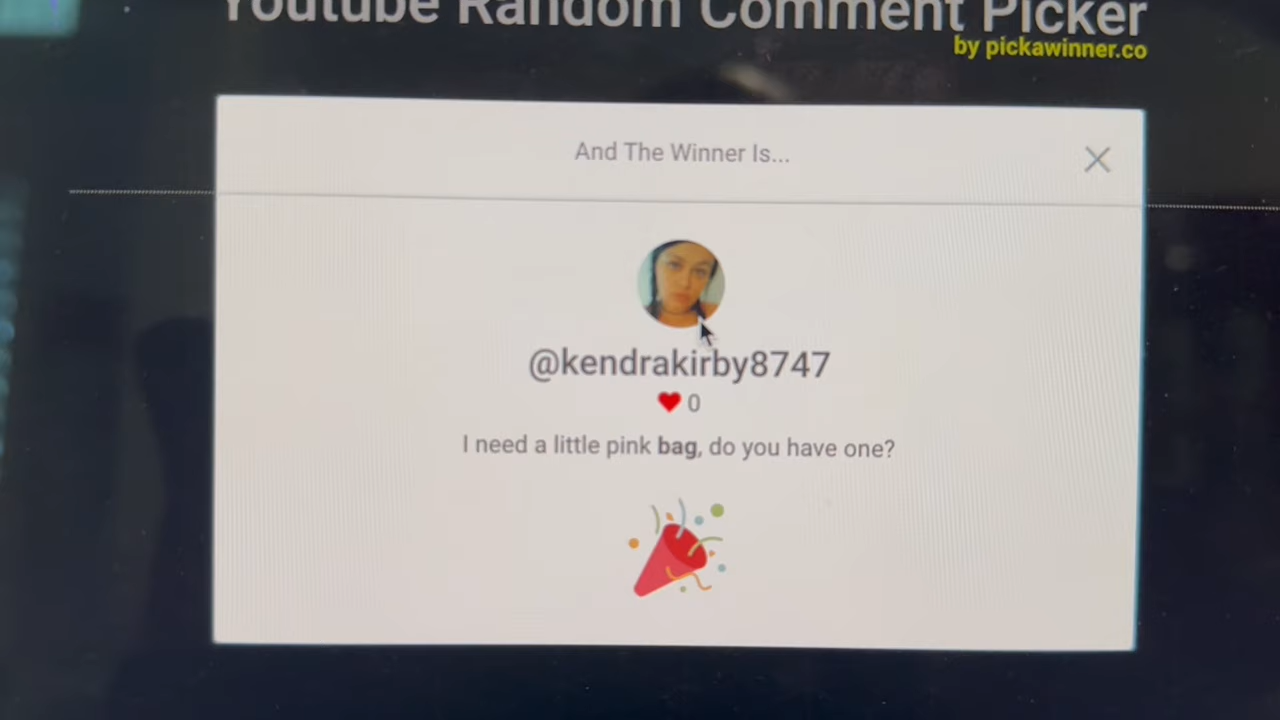 Youtube Random Comment Picker
by pickawinner.co
And The Winner Is...
@kendrakirby8747
0
I need a little pink bag, do you have one?